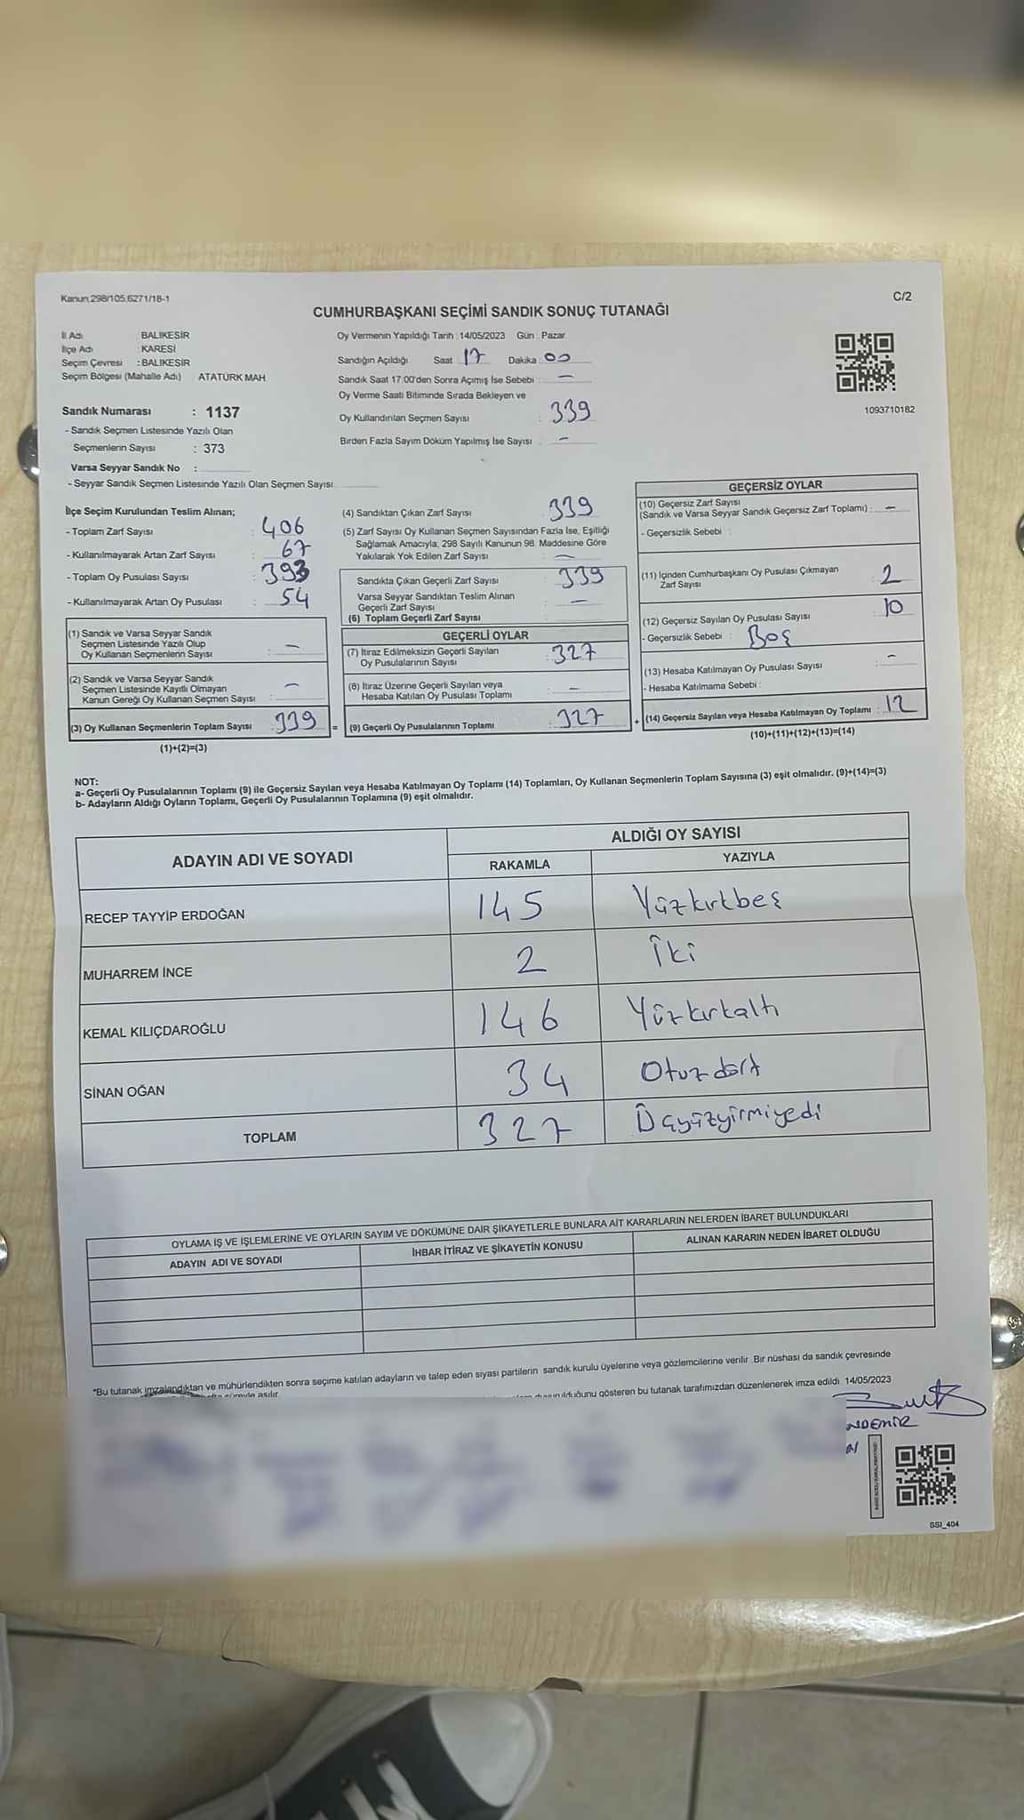 Kanun;298/105,6271/18-1
C/2
CUMHURBAŞKANI SEÇİMİ SANDIK SONUÇ TUTANAĞI
İl Adı BALIKESİR
İlçe Adı : KARESİ
Seçim Çevresi : BALIKESİR
Seçim Bölgesi (Mahalle Adı) ATATÜRK MAH
Sandık Numarası : 1137
- Sandık Seçmen Listesinde Yazılı Olan
Seçmenlerin Sayısı : 373
Varsa Seyyar Sandık No :
- Seyyar Sandık Seçmen Listesinde Yazılı Olan Seçmen Sayısı
Oy Vermenin Yapıldığı Tarih : 14/05/2023 Gün : Pazar
Sandığın Açıldığı Saat 17 Dakika : 00
Sandık Saat 17:00'den Sonra Açımış İse Sebebi : —
Oy Verme Saati Bitiminde Sırada Bekleyen ve
Oy Kullandırılan Seçmen Sayısı : 339
Birden Fazla Sayım Döküm Yapılmış İse Sayısı : -
1093710182
İlçe Seçim Kurulundan Teslim Alınan;
- Toplam Zarf Sayısı : 406
- Kullanılmayarak Artan Zarf Sayısı : 67
- Toplam Oy Pusulası Sayısı : 393
- Kullanılmayarak Artan Oy Pusulası : 54
(1) Sandık ve Varsa Seyyar Sandık
Seçmen Listesinde Yazılı Olup
Oy Kullanan Seçmenlerin Sayısı : —
(2) Sandık ve Varsa Seyyar Sandık
Seçmen Listesinde Kayıtlı Olmayan
Kanun Gereği Oy Kullanan Seçmen Sayısı : —
(3) Oy Kullanan Seçmenlerin Toplam Sayısı : 339 =
(1)+(2)=(3)
(4) Sandıktan Çıkan Zarf Sayısı : 339
(5) Zarf Sayısı Oy Kullanan Seçmen Sayısından Fazla İse, Eşitliği
Sağlamak Amacıyla, 298 Sayılı Kanunun 98. Maddesine Göre
Yakılarak Yok Edilen Zarf Sayısı : —
Sandıkta Çıkan Geçerli Zarf Sayısı : 339
Varsa Seyyar Sandıktan Teslim Alınan
Geçerli Zarf Sayısı : —
(6) Toplam Geçerli Zarf Sayısı
GEÇERLİ OYLAR
(7) İtiraz Edilmeksizin Geçerli Sayılan
Oy Pusulalarının Sayısı : 327
(8) İtiraz Üzerine Geçerli Sayılan veya
Hesaba Katılan Oy Pusulası Toplamı : —
(9) Geçerli Oy Pusulalarının Toplamı : 327 +
GEÇERSİZ OYLAR
(10) Geçersiz Zarf Sayısı
(Sandık ve Varsa Seyyar Sandık Geçersiz Zarf Toplamı) : —
- Geçersizlik Sebebi :
(11) İçinden Cumhurbaşkanı Oy Pusulası Çıkmayan
Zarf Sayısı : 2
(12) Geçersiz Sayılan Oy Pusulası Sayısı : 10
- Geçersizlik Sebebi : Boş
(13) Hesaba Katılmayan Oy Pusulası Sayısı : -
- Hesaba Katılmama Sebebi :
(14) Geçersiz Sayılan veya Hesaba Katılmayan Oy Toplamı : 12
(10)+(11)+(12)+(13)=(14)
NOT:
a- Geçerli Oy Pusulalarının Toplamı (9) ile Geçersiz Sayılan veya Hesaba Katılmayan Oy Toplamı (14) Toplamları, Oy Kullanan Seçmenlerin Toplam Sayısına (3) eşit olmalıdır. (9)+(14)=(3)
b- Adayların Aldığı Oyların Toplamı, Geçerli Oy Pusulalarının Toplamına (9) eşit olmalıdır.
ADAYIN ADI VE SOYADI
ALDIĞI OY SAYISI
RAKAMLA YAZIYLA
RECEP TAYYİP ERDOĞAN 145 Yüzkırkbeş
MUHARREM İNCE 2 İki
KEMAL KILIÇDAROĞLU 146 Yüzkırkaltı
SİNAN OĞAN 34 Otuzdört
TOPLAM 327 Üçyüzyirmiyedi
OYLAMA İŞ VE İŞLEMLERİNE VE OYLARIN SAYIM VE DÖKÜMÜNE DAİR ŞİKAYETLERLE BUNLARA AİT KARARLARIN NELERDEN İBARET BULUNDUKLARI
ADAYIN ADI VE SOYADI İHBAR İTİRAZ VE ŞİKAYETİN KONUSU ALINAN KARARIN NEDEN İBARET OLDUĞU
*Bu tutanak imzalandıktan ve mühürlendikten sonra seçime katılan adayların ve talep eden siyasi partilerin sandık kurulu üyelerine veya gözlemcilerine verilir. Bir nüshası da sandık çevresinde
asılır.
gösteren bu tutanak tarafımızdan düzenlenerek imza edildi. 14/05/2023
NDEMİR
SSI_404